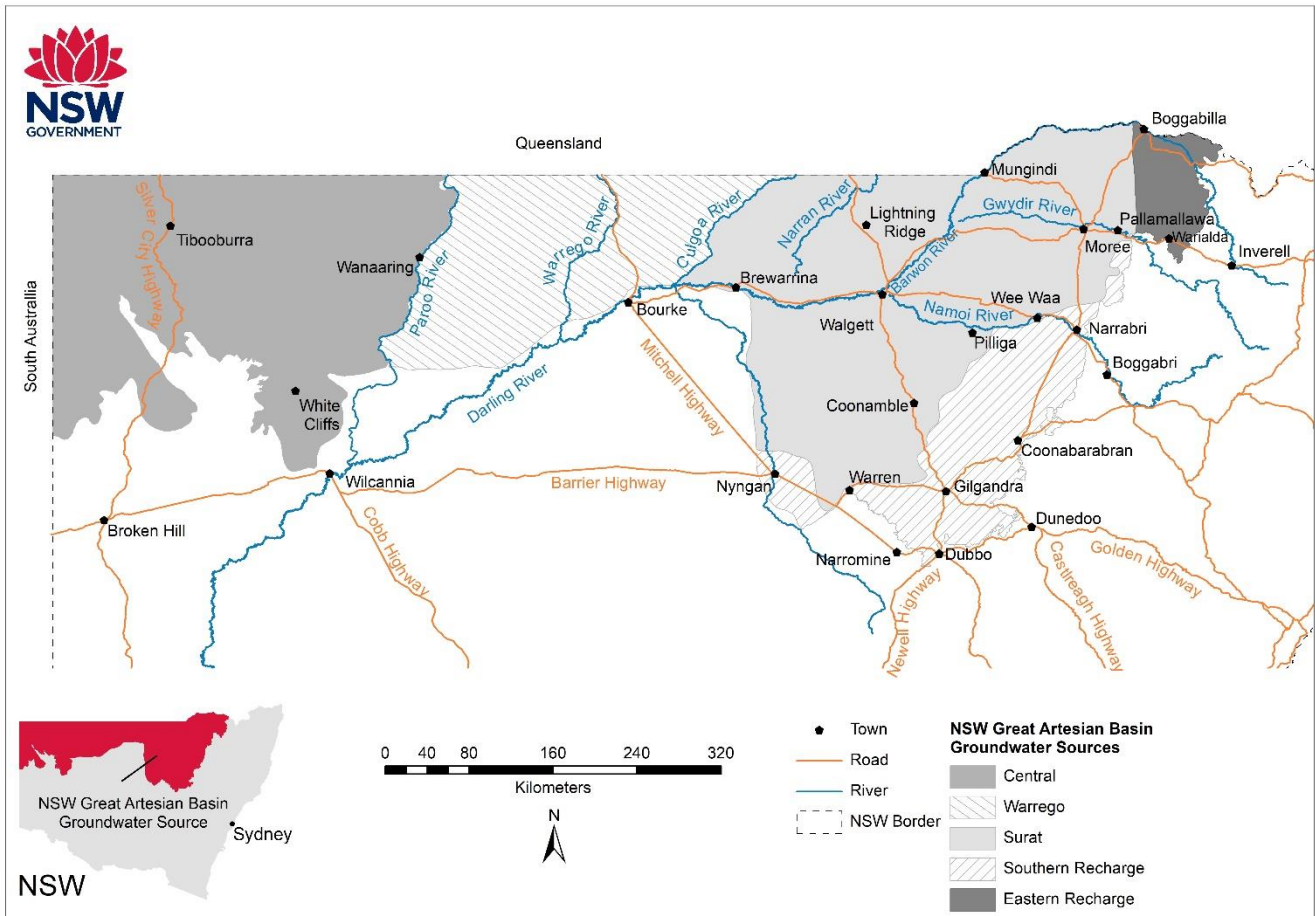 NSW
GOVERNMENT
Queensland
South Australlia
Silver City Highway
Tibooburra
Wanaaring
Paroo River
Warrego River
Culgoa River
Narran River
Lightning
Ridge
Barwon River
Mungindi
Boggabilla
Gwydir River
Pallamallawa
Moree
Warialda
Inverell
Brewarrina
Bourke
Walgett
Wee Waa
Namoi River
Pilliga
Narrabri
Boggabri
Mitchell Highway
Darling River
White
Cliffs
Coonamble
Coonabarabran
Wilcannia
Barrier Highway
Nyngan
Warren
Gilgandra
Broken Hill
Cobb Highway
Narromine
Dubbo
Dunedoo
Newell Highway
Castlreagh Highway
Golden Highway
NSW Great Artesian Basin
Groundwater Source
Sydney
NSW
0 40 80 160 240 320
Kilometers
N
Town
Road
River
NSW Border
NSW Great Artesian Basin
Groundwater Sources
Central
Warrego
Surat
Southern Recharge
Eastern Recharge